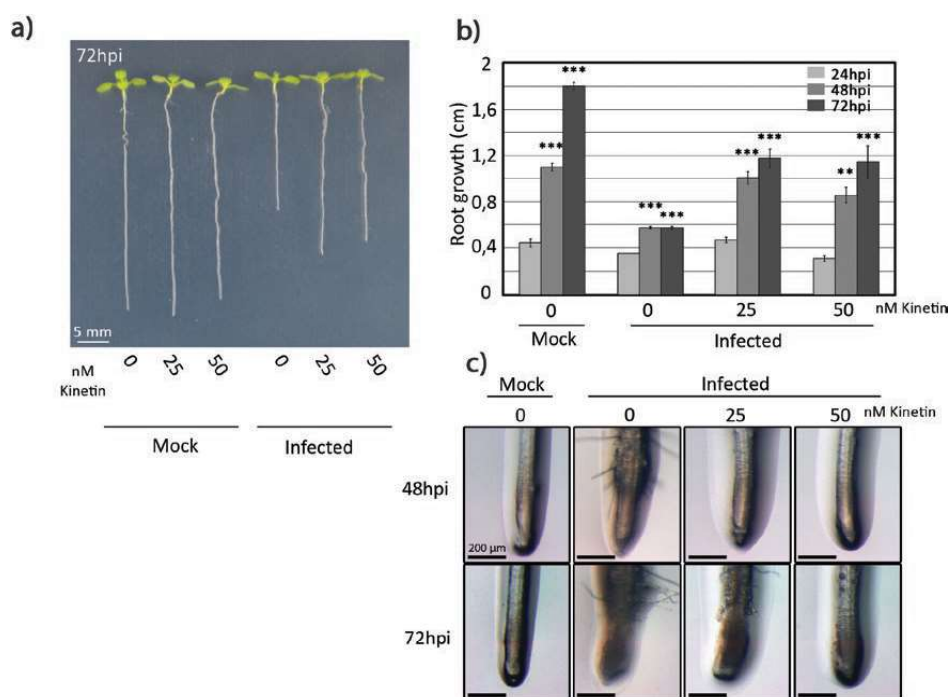 a)
72hpi
5 mm
nM
Kinetin
0
25
50
0
25
50
Mock
Infected
b)
Root growth (cm)
2
1,6
1,2
0,8
0,4
0
24hpi
48hpi
72hpi
***
***
***
***
***
***
**
***
0
0
25
50
nM Kinetin
Mock
Infected
c)
Mock
Infected
0
0
25
50
nM Kinetin
48hpi
200 µm
72hpi